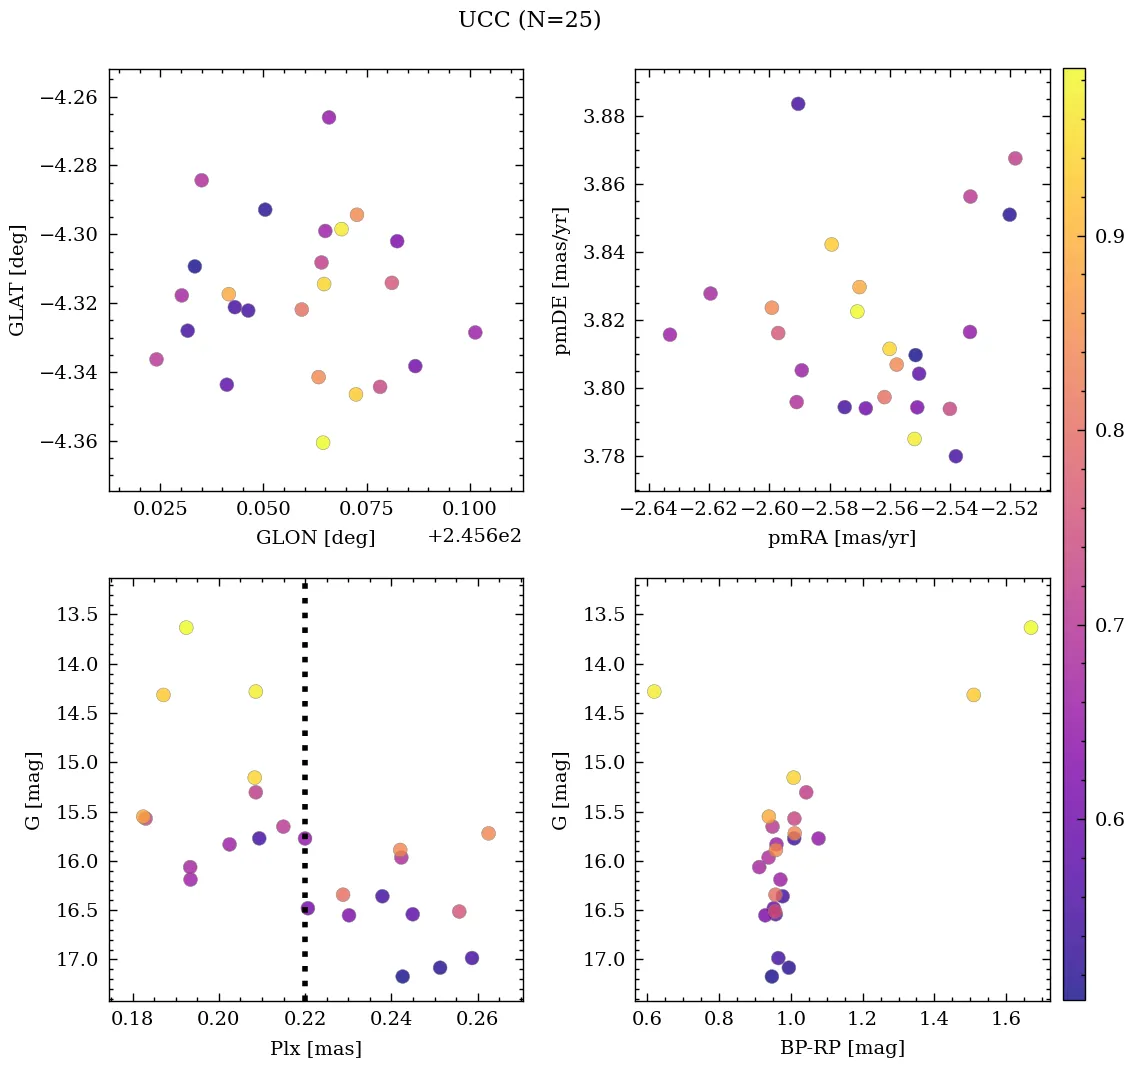 UCC (N=25)
−4.26
−4.28
−4.30
−4.32
−4.34
−4.36
GLAT [deg]
0.025 0.050 0.075 0.100
GLON [deg]
+2.456e2
3.88
3.86
3.84
3.82
3.80
3.78
pmDE [mas/yr]
−2.64 −2.62 −2.60 −2.58 −2.56 −2.54 −2.52
pmRA [mas/yr]
0.9
0.8
0.7
0.6
13.5
14.0
14.5
15.0
15.5
16.0
16.5
17.0
G [mag]
0.18 0.20 0.22 0.24 0.26
Plx [mas]
13.5
14.0
14.5
15.0
15.5
16.0
16.5
17.0
G [mag]
0.6 0.8 1.0 1.2 1.4 1.6
BP-RP [mag]